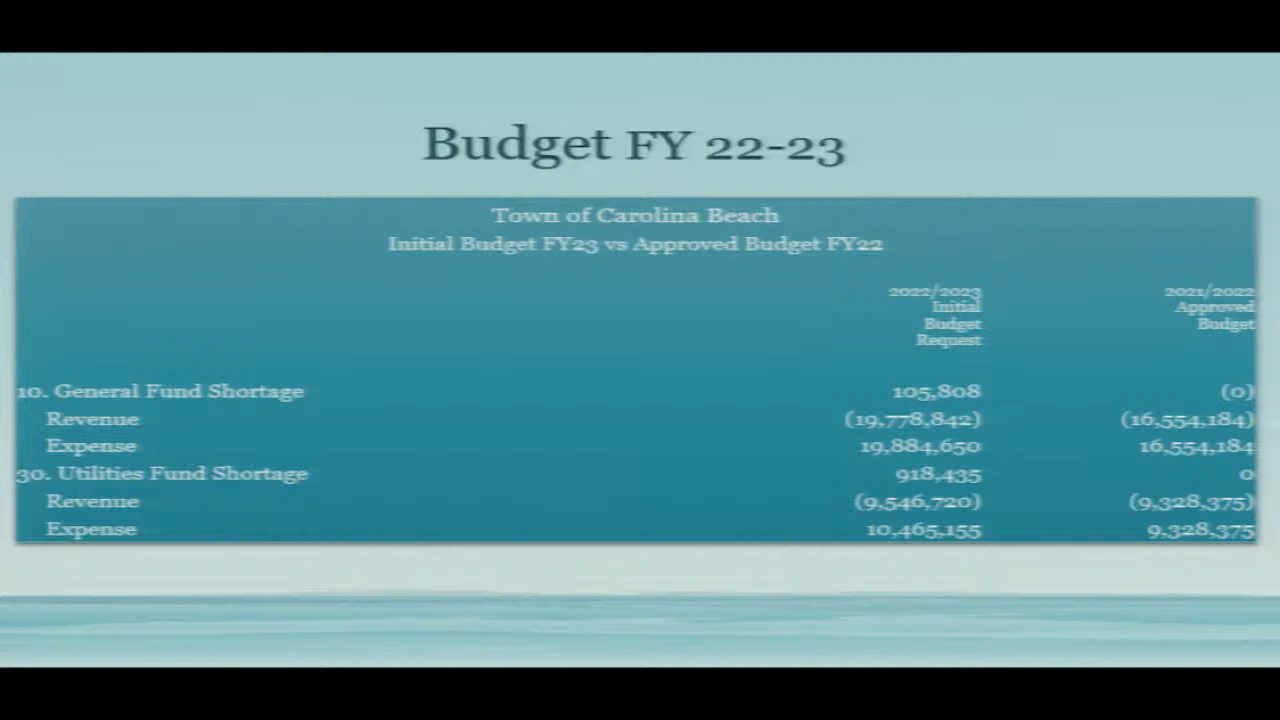 Budget FY 22-23
Town of Carolina Beach
Initial Budget FY23 vs Approved Budget FY22
2022/2023 2021/2022
Initial Approved
Budget Budget
Request
10. General Fund Shortage 105,808 (0)
Revenue (19,778,842) (16,554,184)
Expense 19,884,650 16,554,184
30. Utilities Fund Shortage 918,435 0
Revenue (9,546,720) (9,328,375)
Expense 10,465,155 9,328,375